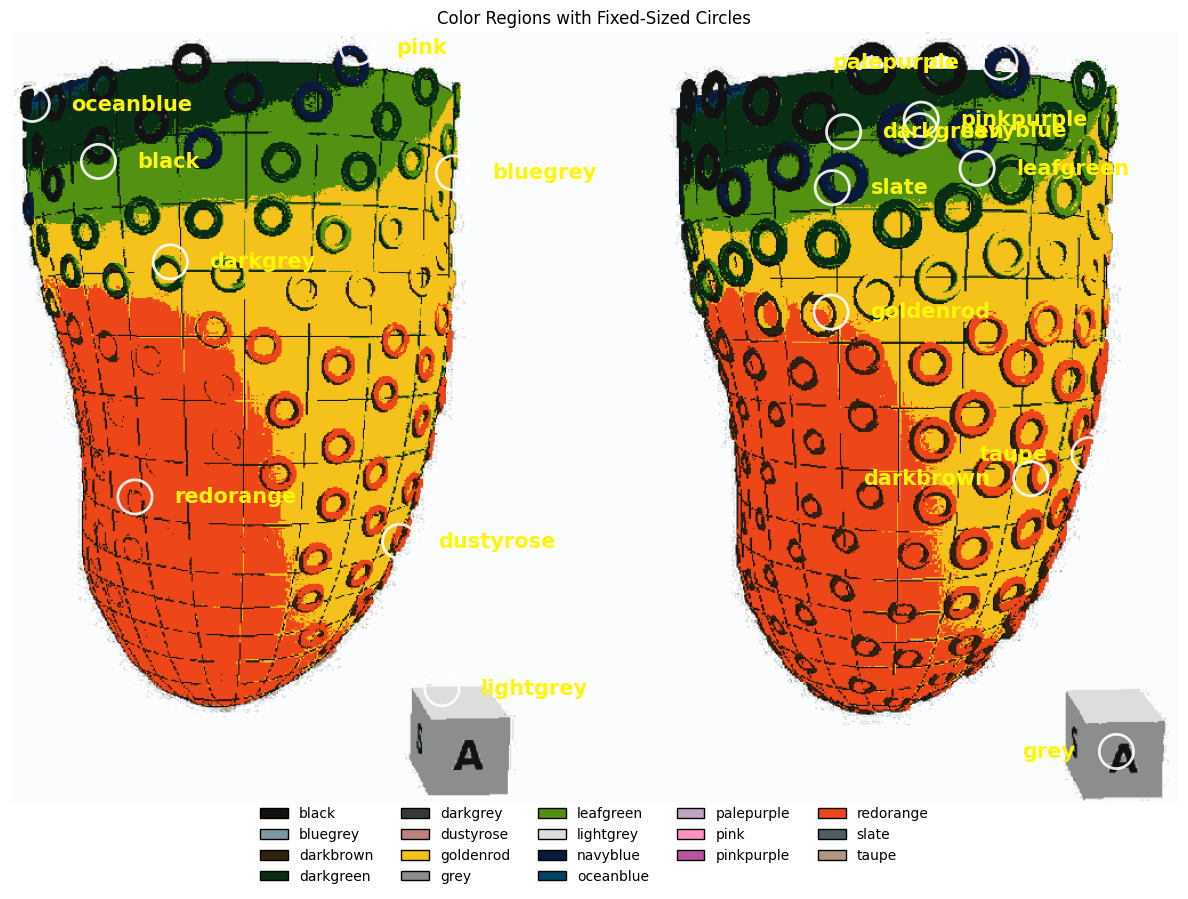 Color Regions with Fixed-Sized Circles
pink
palepurple
oceanblue
pinkpurple
darkgreen
navyblue
black
leafgreen
bluegrey
slate
darkgrey
goldenrod
taupe
darkbrown
redorange
dustyrose
lightgrey
S A
grey
S A
black darkgrey leafgreen palepurple redorange
bluegrey dustyrose lightgrey pink slate
darkbrown goldenrod navyblue pinkpurple taupe
darkgreen grey oceanblue